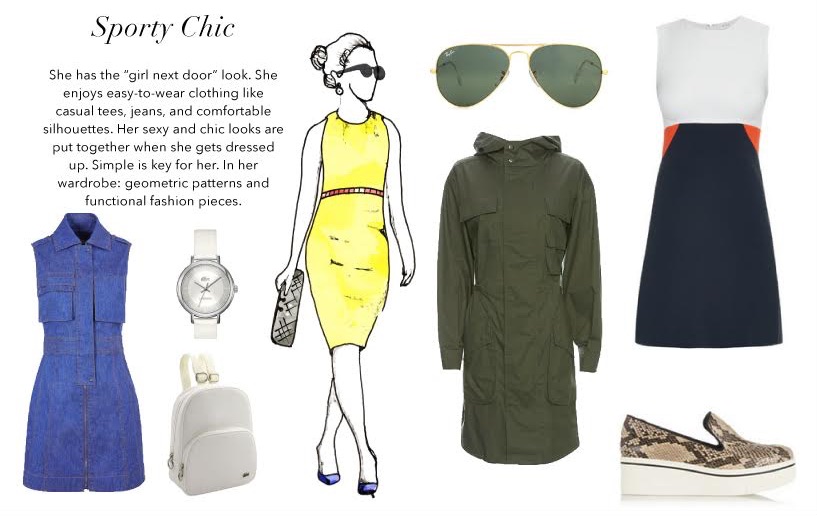 Sporty Chic
She has the “girl next door” look. She
enjoys easy-to-wear clothing like
casual tees, jeans, and comfortable
silhouettes. Her sexy and chic looks are
put together when she gets dressed
up. Simple is key for her. In her
wardrobe: geometric patterns and
functional fashion pieces.
Ray-Ban